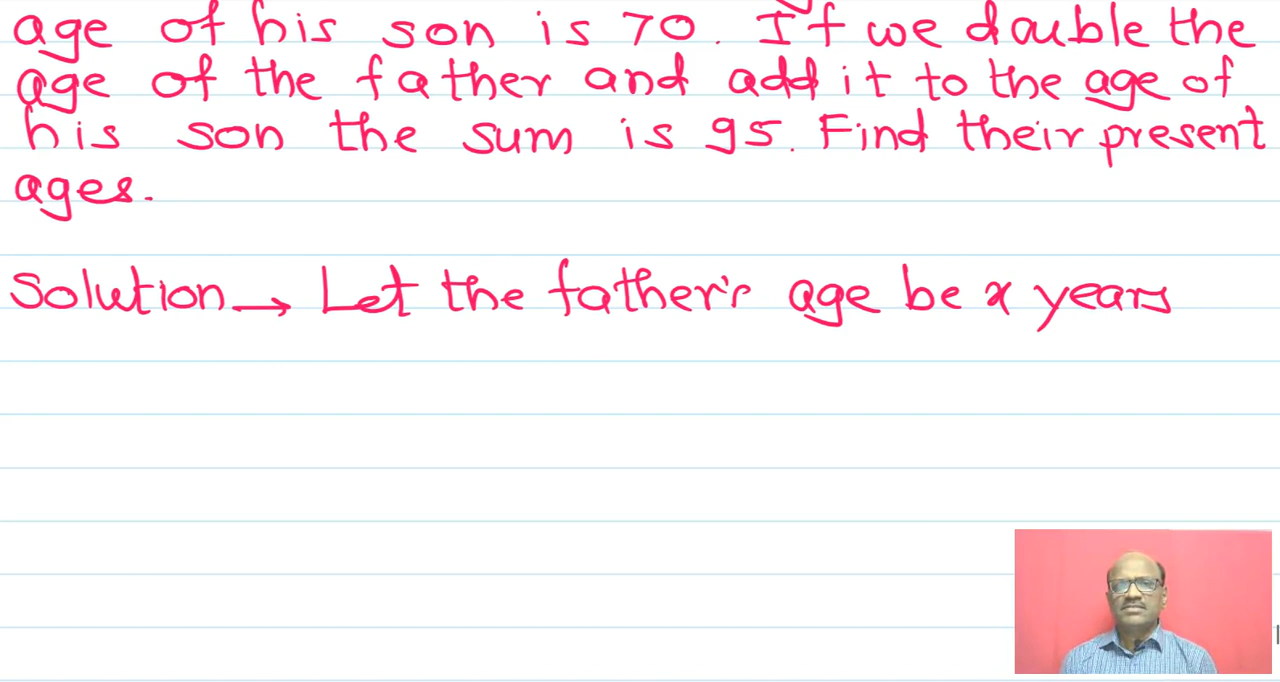 age of his son is 70. If we double the
age of the father and add it to the age of
his son the sum is 95. Find their present
ages.
Solution → Let the father's age be x years